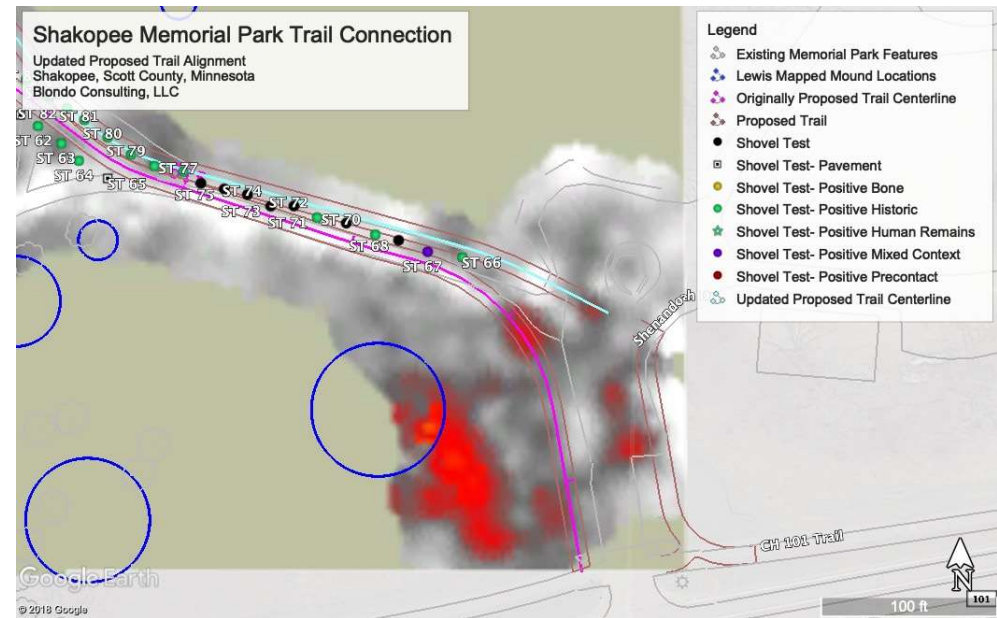 Shakopee Memorial Park Trail Connection
Updated Proposed Trail Alignment
Shakopee, Scott County, Minnesota
Blondo Consulting, LLC
Legend
Existing Memorial Park Features
Lewis Mapped Mound Locations
Originally Proposed Trail Centerline
Proposed Trail
Shovel Test
Shovel Test- Pavement
Shovel Test- Positive Bone
Shovel Test- Positive Historic
Shovel Test- Positive Human Remains
Shovel Test- Positive Mixed Context
Shovel Test- Positive Precontact
Updated Proposed Trail Centerline
ST 82
ST 81
ST 62
ST 80
ST 63
ST 79
ST 64
ST 65
ST 77
ST 75
ST 74
ST 73
ST 72
ST 71
ST 70
ST 68
ST 67
ST 66
CH 101 Trail
Google Earth
© 2018 Google
N
101
100 ft